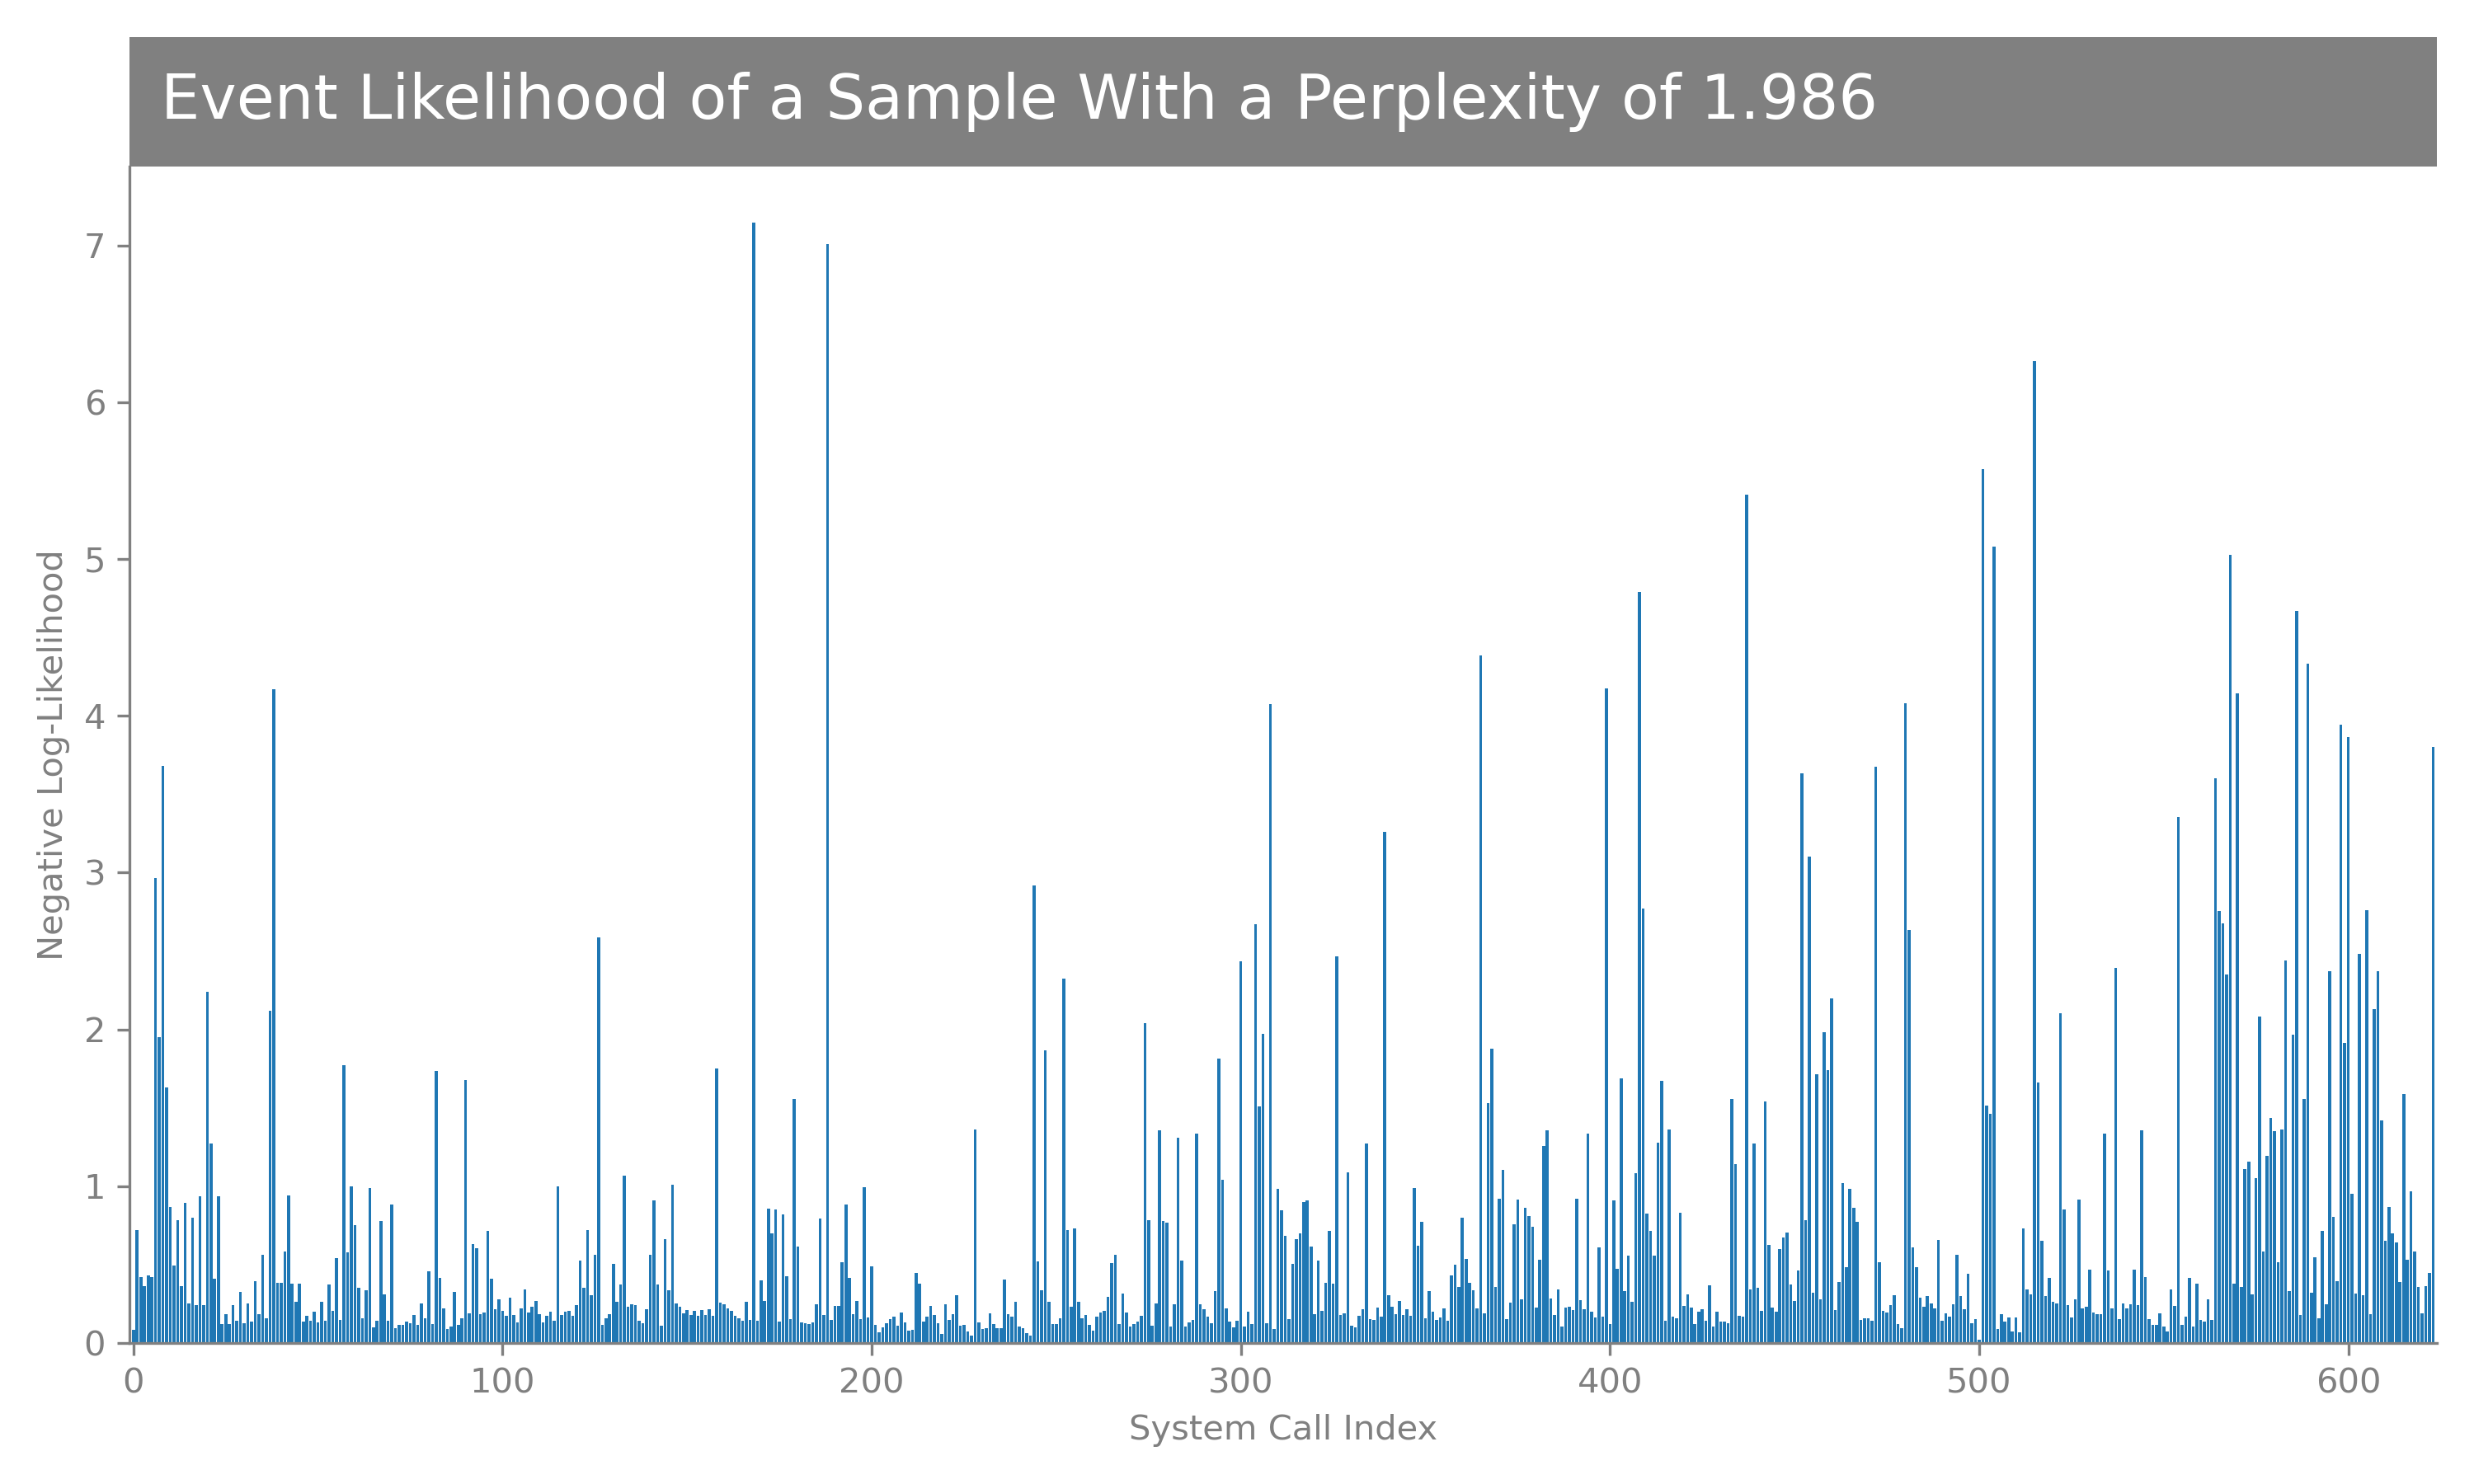 Event Likelihood of a Sample With a Perplexity of 1.986
7
6
5
4
3
2
1
0
Negative Log-Likelihood
0 100 200 300 400 500 600
System Call Index